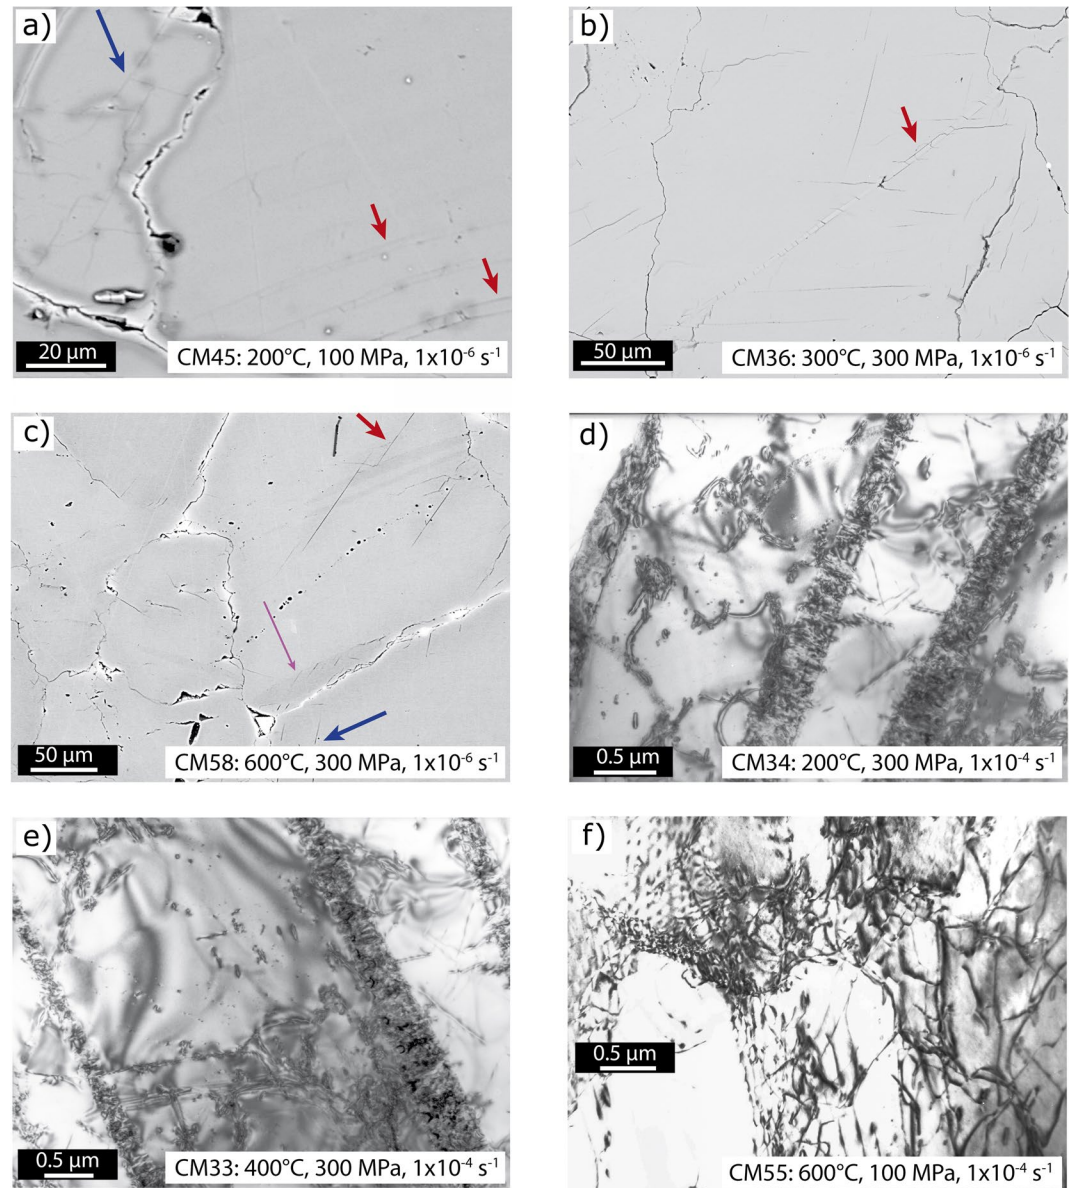 a)
20 µm
CM45: 200°C, 100 MPa, 1x10⁻⁶ s⁻¹
b)
50 µm
CM36: 300°C, 300 MPa, 1x10⁻⁶ s⁻¹
c)
50 µm
CM58: 600°C, 300 MPa, 1x10⁻⁶ s⁻¹
d)
0.5 µm
CM34: 200°C, 300 MPa, 1x10⁻⁴ s⁻¹
e)
0.5 µm
CM33: 400°C, 300 MPa, 1x10⁻⁴ s⁻¹
f)
0.5 µm
CM55: 600°C, 100 MPa, 1x10⁻⁴ s⁻¹